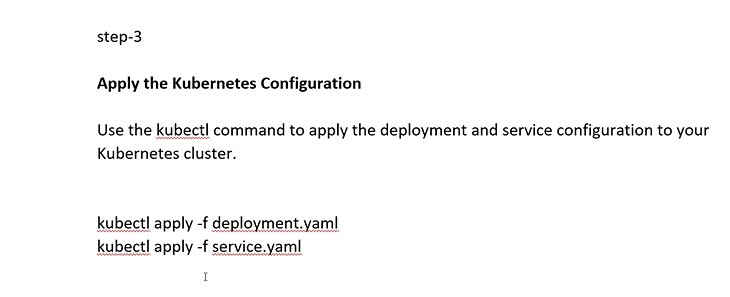 step-3
Apply the Kubernetes Configuration
Use the kubectl command to apply the deployment and service configuration to your
Kubernetes cluster.
kubectl apply -f deployment.yaml
kubectl apply -f service.yaml